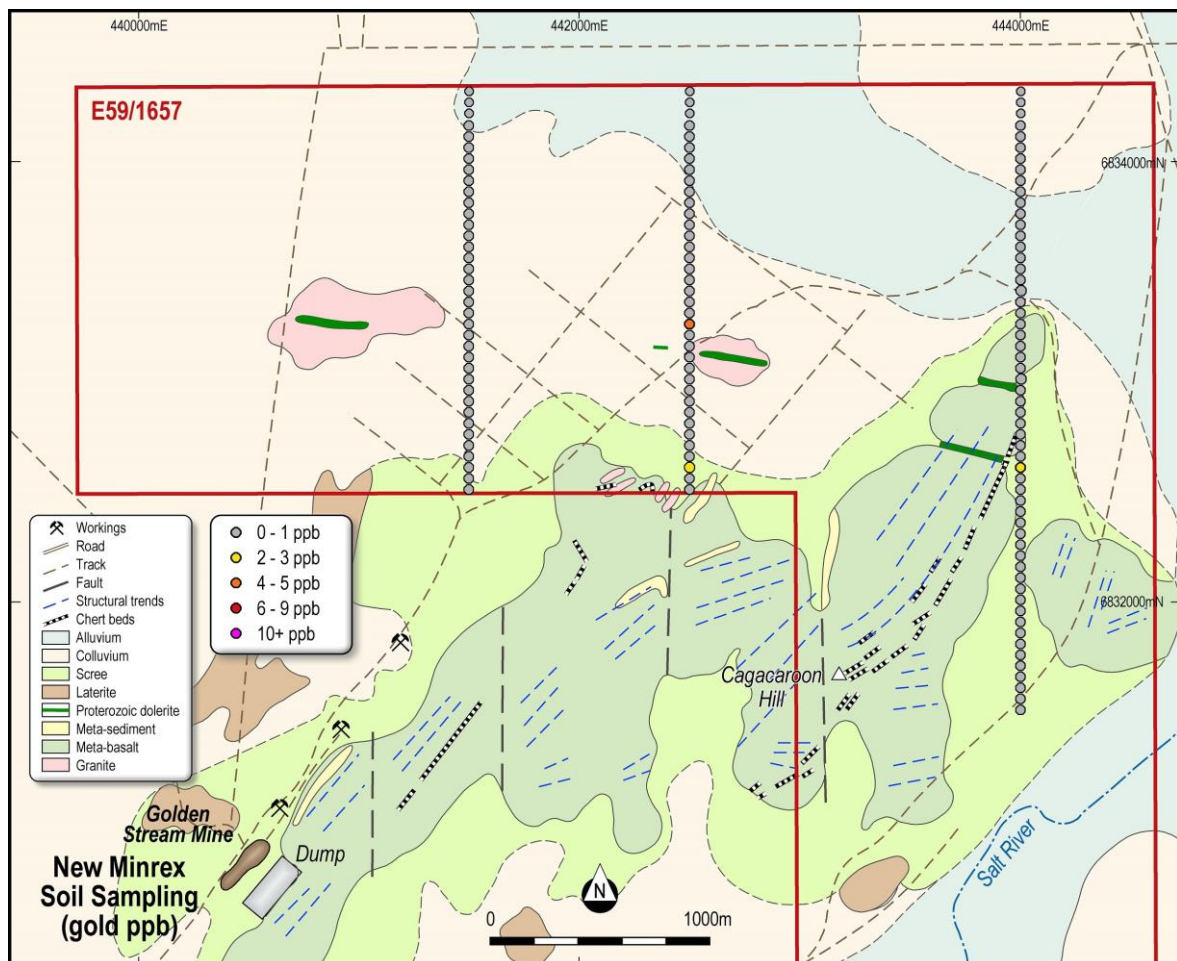 440000mE
442000mE
444000mE
E59/1657
6834000mN
Workings
Road
Track
Fault
Structural trends
Chert beds
Alluvium
Colluvium
Scree
Laterite
Proterozoic dolerite
Meta-sediment
Meta-basalt
Granite
0 - 1 ppb
2 - 3 ppb
4 - 5 ppb
6 - 9 ppb
10+ ppb
6832000mN
Cagacaroon
Hill
Golden
Stream Mine
Dump
New Minrex
Soil Sampling
(gold ppb)
N
0
1000m
Salt River